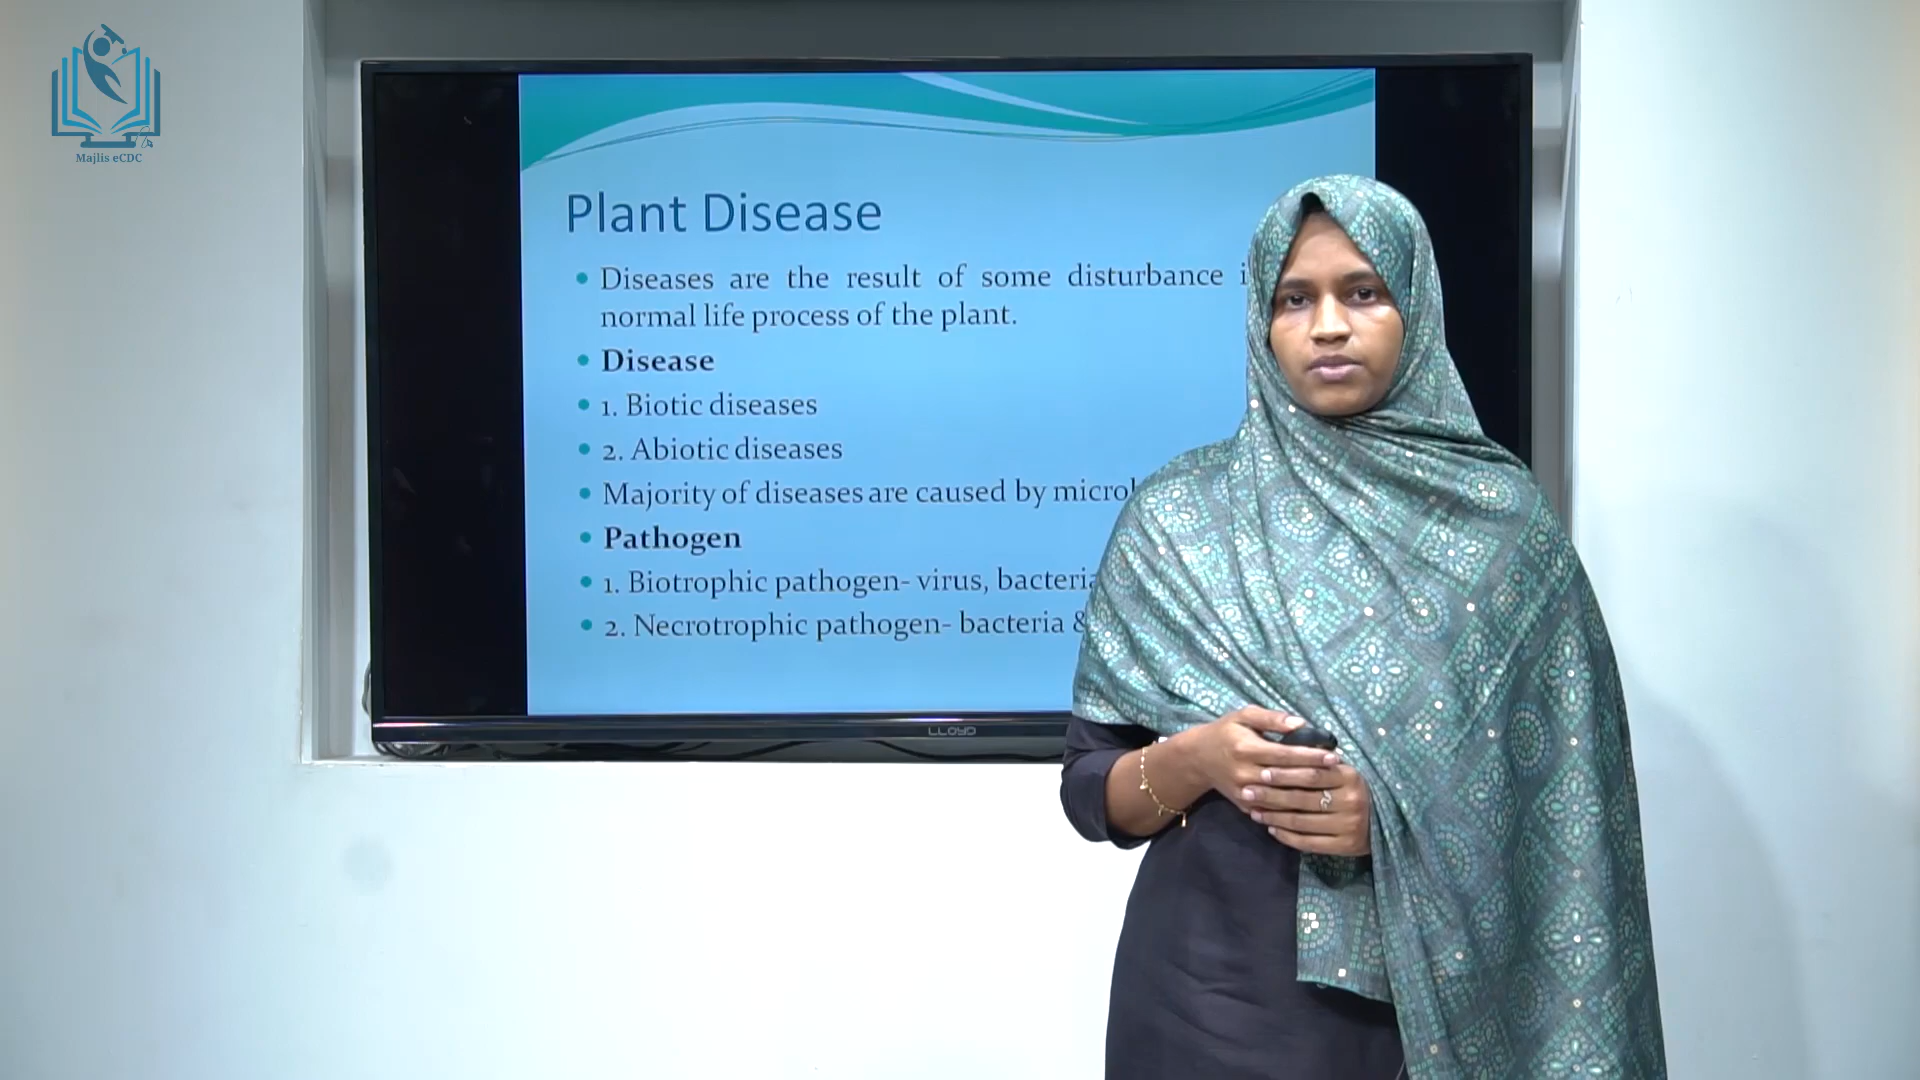 Majlis eCDC
Plant Disease
• Diseases are the result of some disturbance
normal life process of the plant.
• Disease
• 1. Biotic diseases
• 2. Abiotic diseases
• Majority of diseases are caused by
• Pathogen
• 1. Biotrophic pathogen- virus, bacteria
• 2. Necrotrophic pathogen- bacteria &
LLOYD